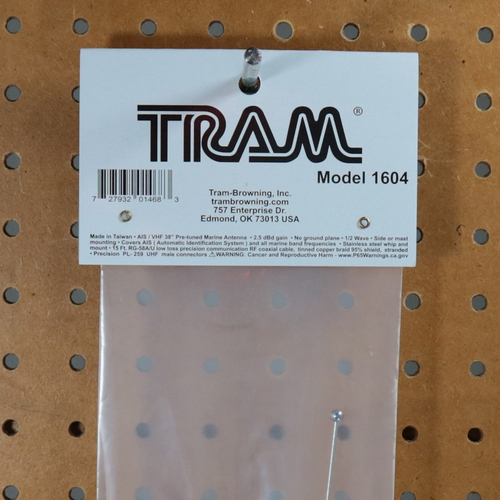 TRAM®
Model 1604
7 27932 01468 3
Tram-Browning, Inc.
trambrowning.com
757 Enterprise Dr.
Edmond, OK 73013 USA
Made in Taiwan • AIS / VHF 38" Pre-tuned Marine Antenna • 2.5 dBd gain • No ground plane • 1/2 Wave • Side or mast
mounting • Covers AIS ( Automatic Identification System ) and all marine band frequencies • Stainless steel whip and
mount • 15 Ft. RG-58A/U low loss precision communication RF coaxial cable, tinned copper braid 95% shield, stranded
• Precision PL- 259 UHF male connectors ⚠WARNING: Cancer and Reproductive Harm - www.P65Warnings.ca.gov